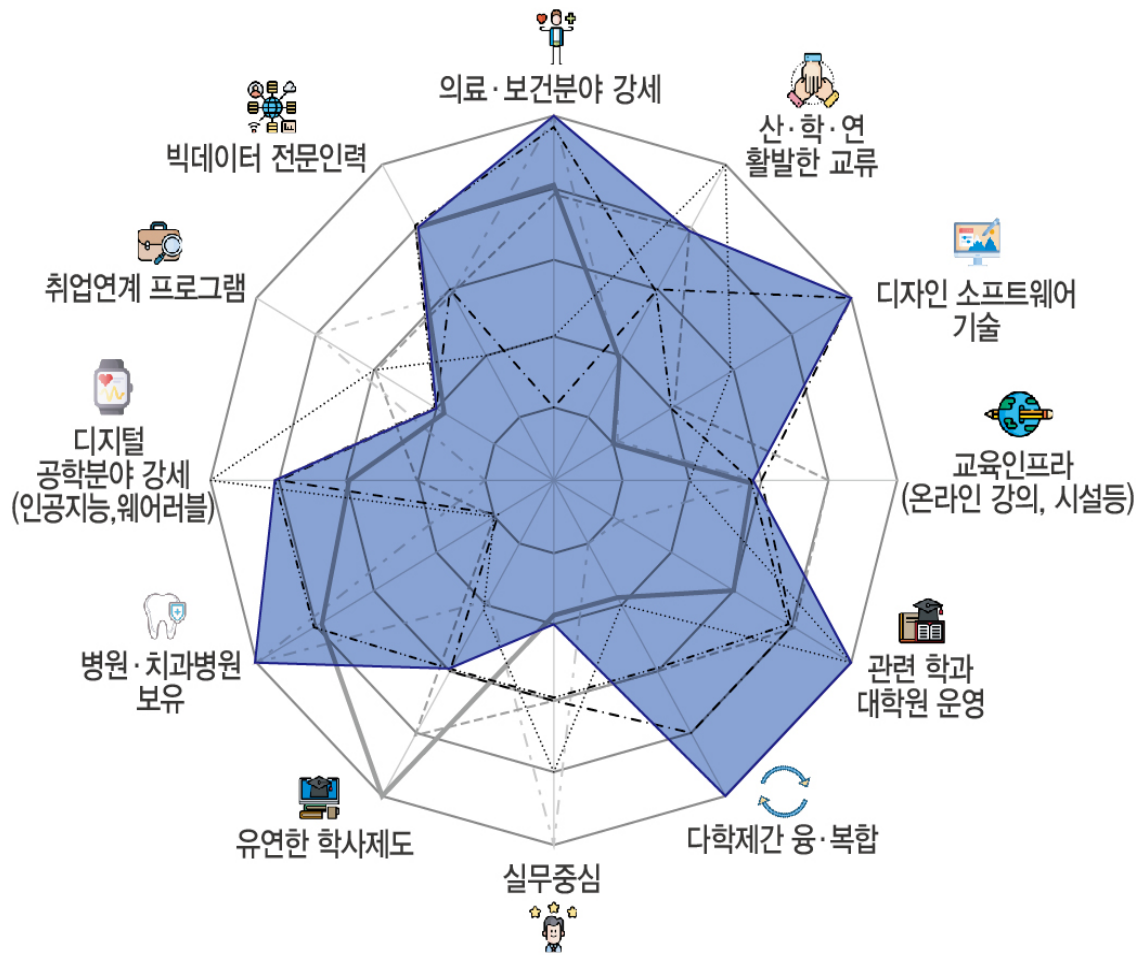 의료·보건분야 강세
산·학·연
활발한 교류
디자인 소프트웨어
기술
교육인프라
(온라인 강의, 시설등)
관련 학과
대학원 운영
다학제간 융·복합
실무중심
유연한 학사제도
병원·치과병원
보유
디지털
공학분야 강세
(인공지능,웨어러블)
취업연계 프로그램
빅데이터 전문인력